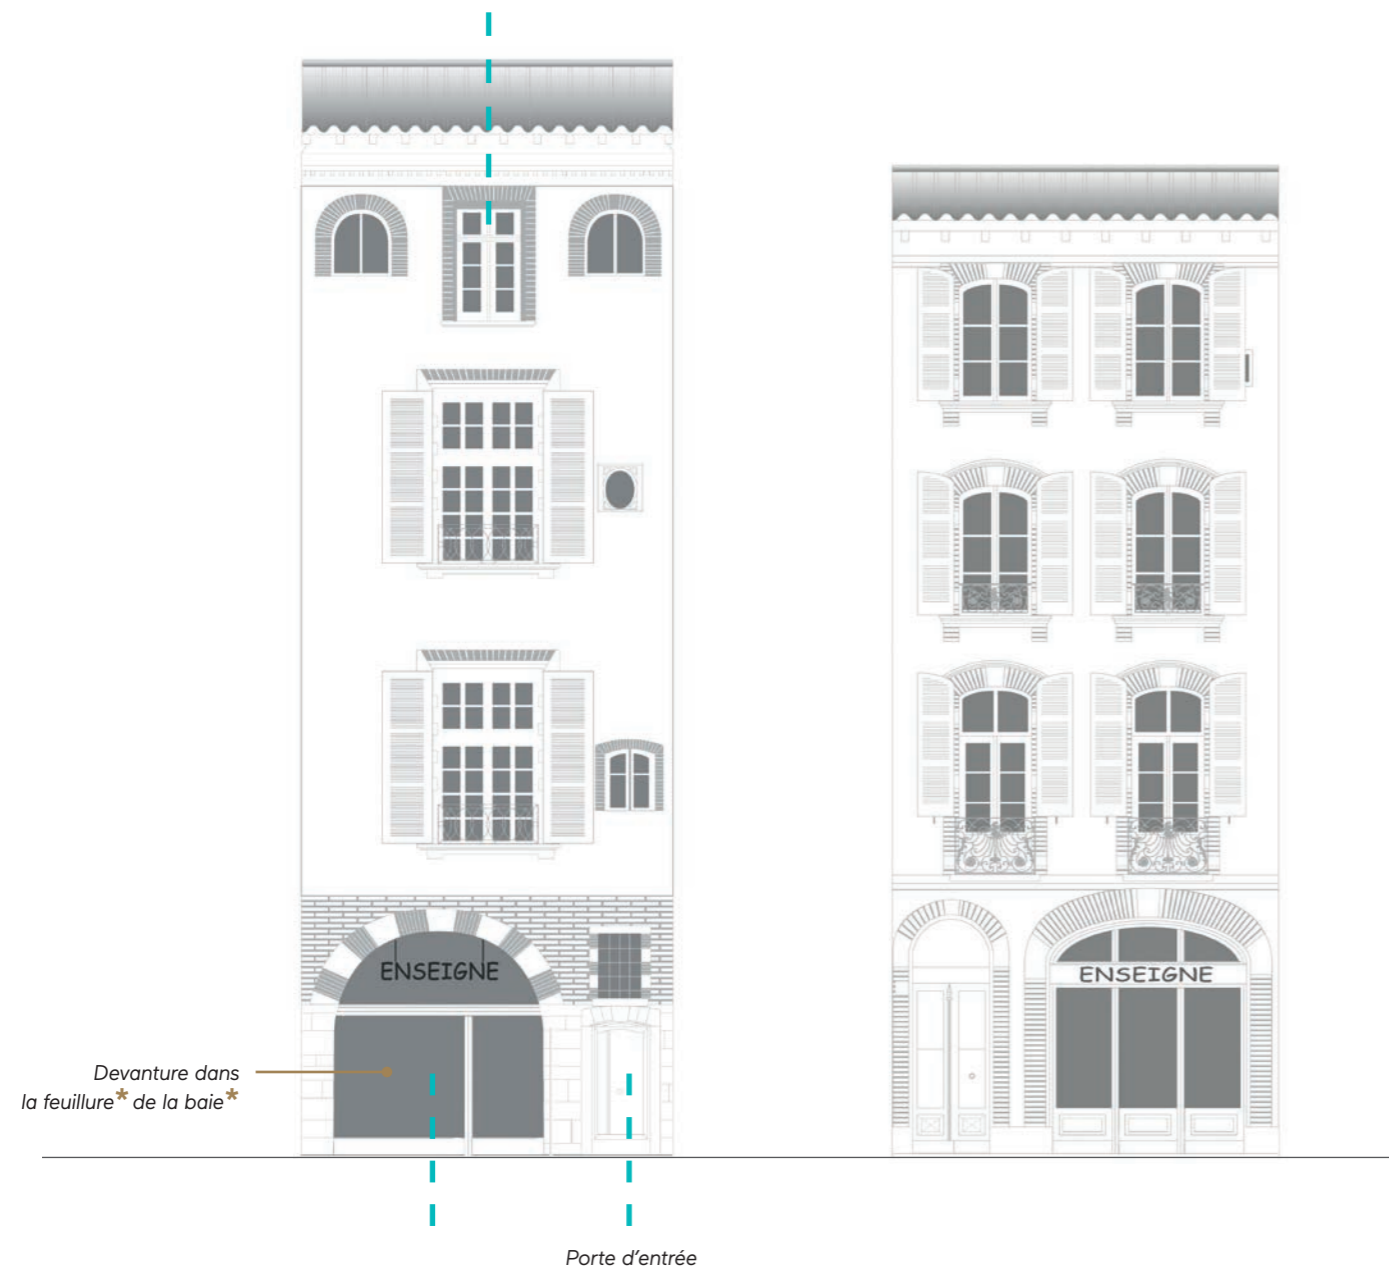 ENSEIGNE
ENSEIGNE
Devanture dans
la feuillure* de la baie*
Porte d'entrée